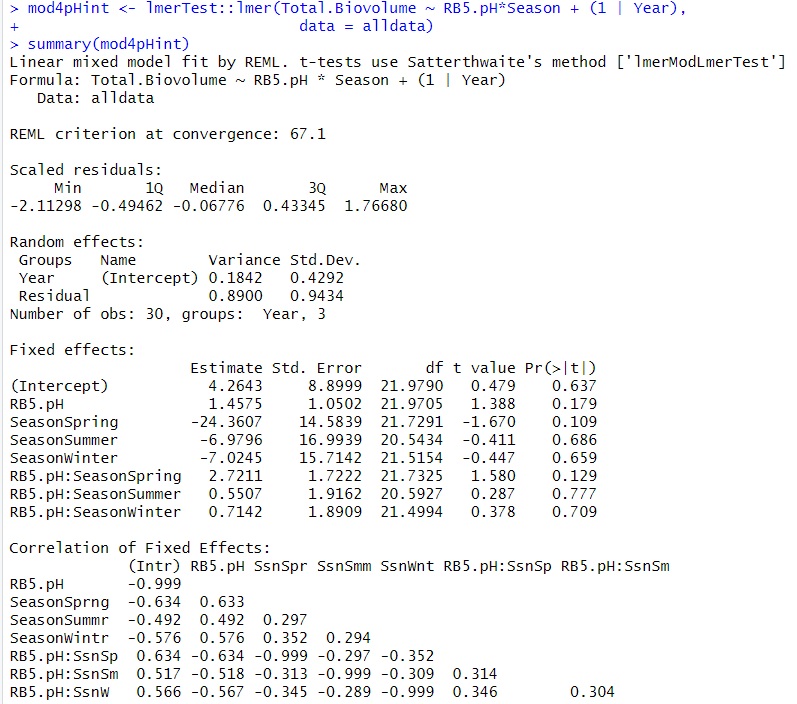 > mod4pHint <- lmerTest::lmer(Total.Biovolume ~ RB5.pH*Season + (1 | Year),
+                                data = alldata)
> summary(mod4pHint)
Linear mixed model fit by REML. t-tests use Satterthwaite's method ['lmerModLmerTest']
Formula: Total.Biovolume ~ RB5.pH * Season + (1 | Year)
   Data: alldata

REML criterion at convergence: 67.1

Scaled residuals:
     Min       1Q   Median       3Q      Max
-2.11298 -0.49462 -0.06776  0.43345  1.76680

Random effects:
 Groups   Name        Variance Std.Dev.
 Year     (Intercept) 0.1842   0.4292
 Residual             0.8900   0.9434
Number of obs: 30, groups:  Year, 3

Fixed effects:
                    Estimate Std. Error       df t value Pr(>|t|)
(Intercept)           4.2643     8.8999  21.9790   0.479    0.637
RB5.pH                1.4575     1.0502  21.9705   1.388    0.179
SeasonSpring        -24.3607    14.5839  21.7291  -1.670    0.109
SeasonSummer         -6.9796    16.9939  20.5434  -0.411    0.686
SeasonWinter         -7.0245    15.7142  21.5154  -0.447    0.659
RB5.pH:SeasonSpring   2.7211     1.7222  21.7325   1.580    0.129
RB5.pH:SeasonSummer   0.5507     1.9162  20.5927   0.287    0.777
RB5.pH:SeasonWinter   0.7142     1.8909  21.4994   0.378    0.709

Correlation of Fixed Effects:
             (Intr) RB5.pH SsnSpr SsnSmm SsnWnt RB5.pH:SsnSp RB5.pH:SsnSm
RB5.pH       -0.999
SeasonSprng  -0.634  0.633
SeasonSummr  -0.492  0.492  0.297
SeasonWintr  -0.576  0.576  0.352  0.294
RB5.pH:SsnSp  0.634 -0.634 -0.999 -0.297 -0.352
RB5.pH:SsnSm  0.517 -0.518 -0.313 -0.999 -0.309  0.314
RB5.pH:SsnW   0.566 -0.567 -0.345 -0.289 -0.999  0.346        0.304